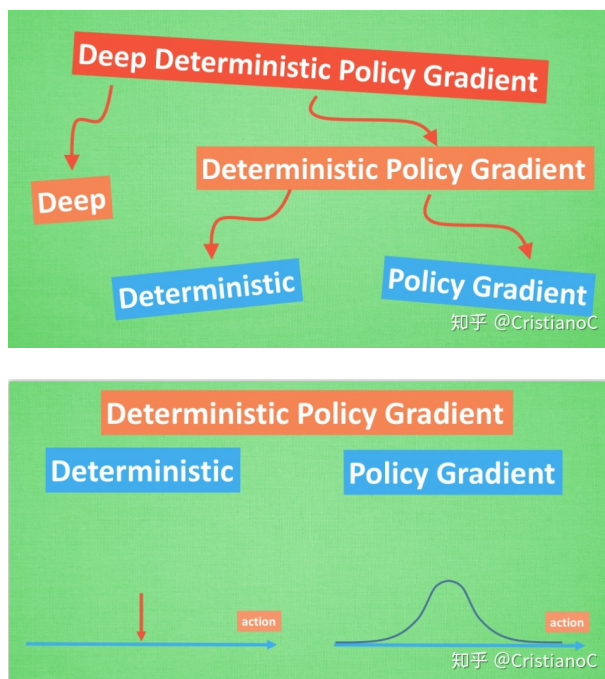 Deep Deterministic Policy Gradient
Deterministic Policy Gradient
Deep
Deterministic
Policy Gradient
知乎 @CristianoC
Deterministic Policy Gradient
Deterministic
Policy Gradient
action
action
知乎 @CristianoC